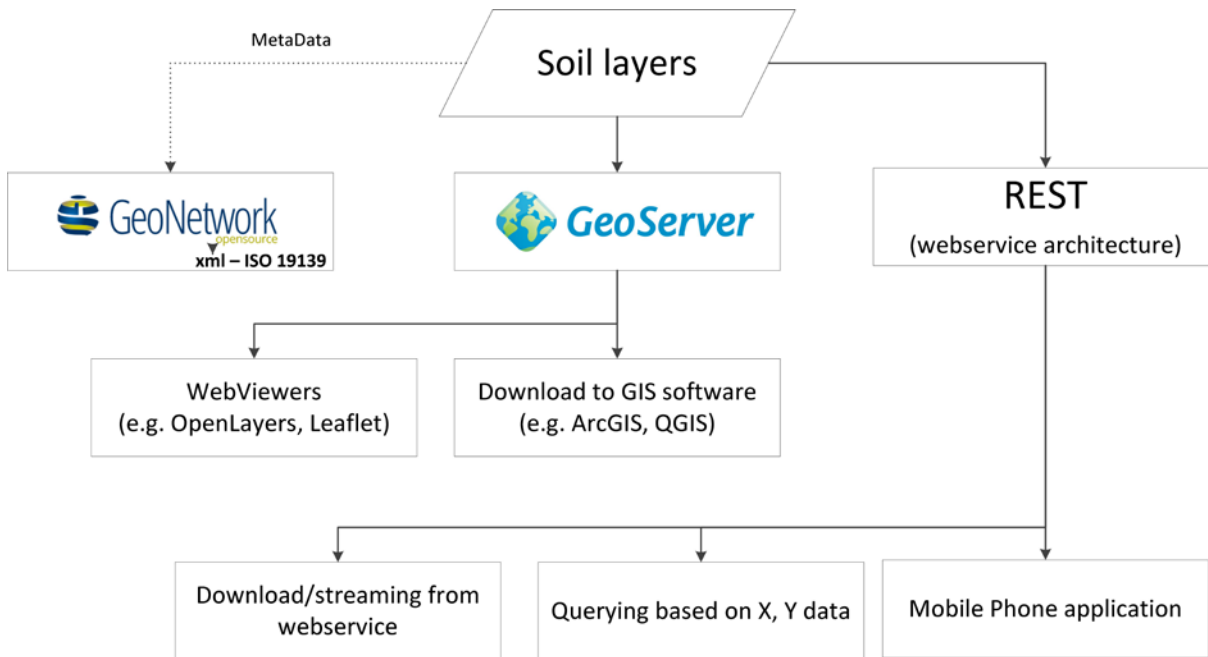 MetaData
Soil layers
GeoNetwork
opensource
xml – ISO 19139
GeoServer
REST
(webservice architecture)
WebViewers
(e.g. OpenLayers, Leaflet)
Download to GIS software
(e.g. ArcGIS, QGIS)
Download/streaming from
webservice
Querying based on X, Y data
Mobile Phone application